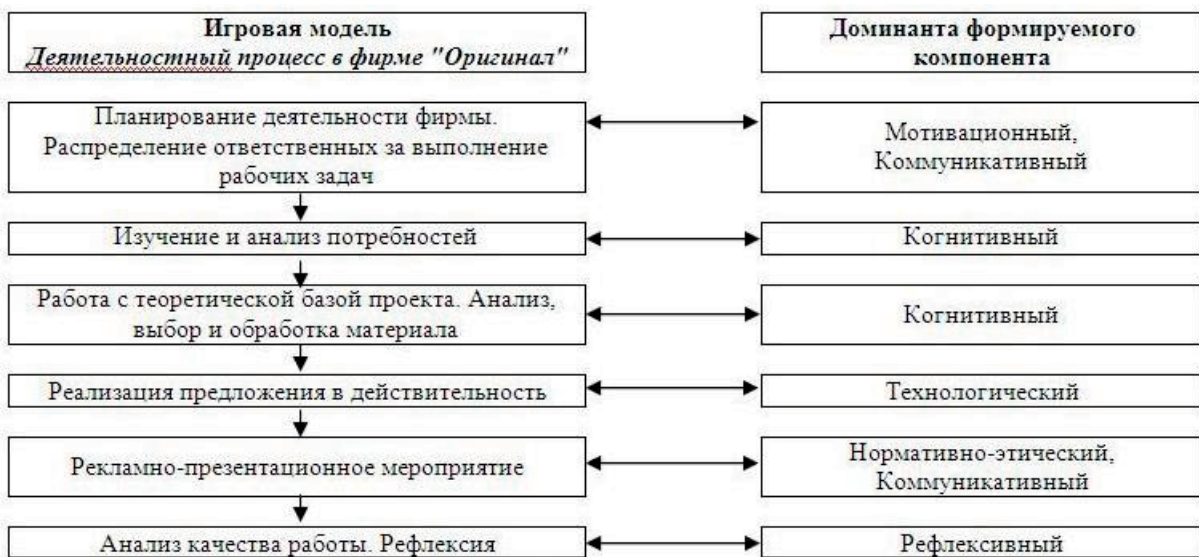 Игровая модель
Деятельностный процесс в фирме "Оригинал"
Доминанта формируемого
компонента
Планирование деятельности фирмы.
Распределение ответственных за выполнение
рабочих задач
Мотивационный,
Коммуникативный
Изучение и анализ потребностей
Когнитивный
Работа с теоретической базой проекта. Анализ,
выбор и обработка материала
Когнитивный
Реализация предложения в действительность
Технологический
Рекламно-презентационное мероприятие
Нормативно-этический,
Коммуникативный
Анализ качества работы. Рефлексия
Рефлексивный